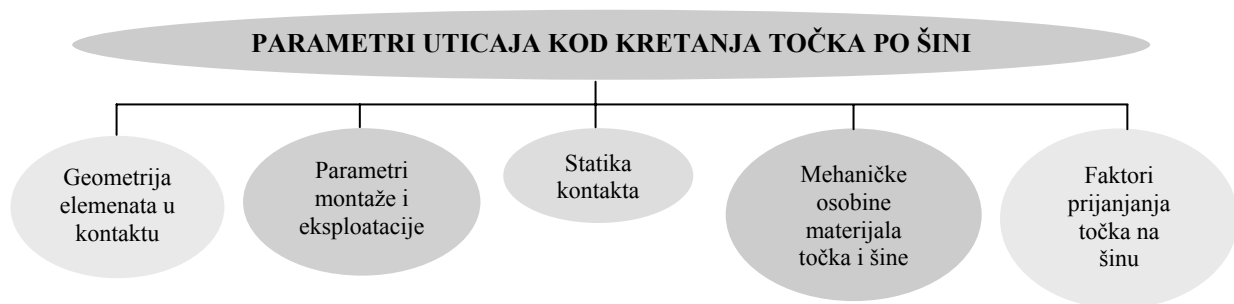 PARAMETRI UTICAJA KOD KRETANJA TOČKA PO ŠINI
Geometrija
elemenata u
kontaktu
Parametri
montaže i
eksploatacije
Statika
kontakta
Mehaničke
osobine
materijala
točka i šine
Faktori
prijanjanja
točka na
šinu